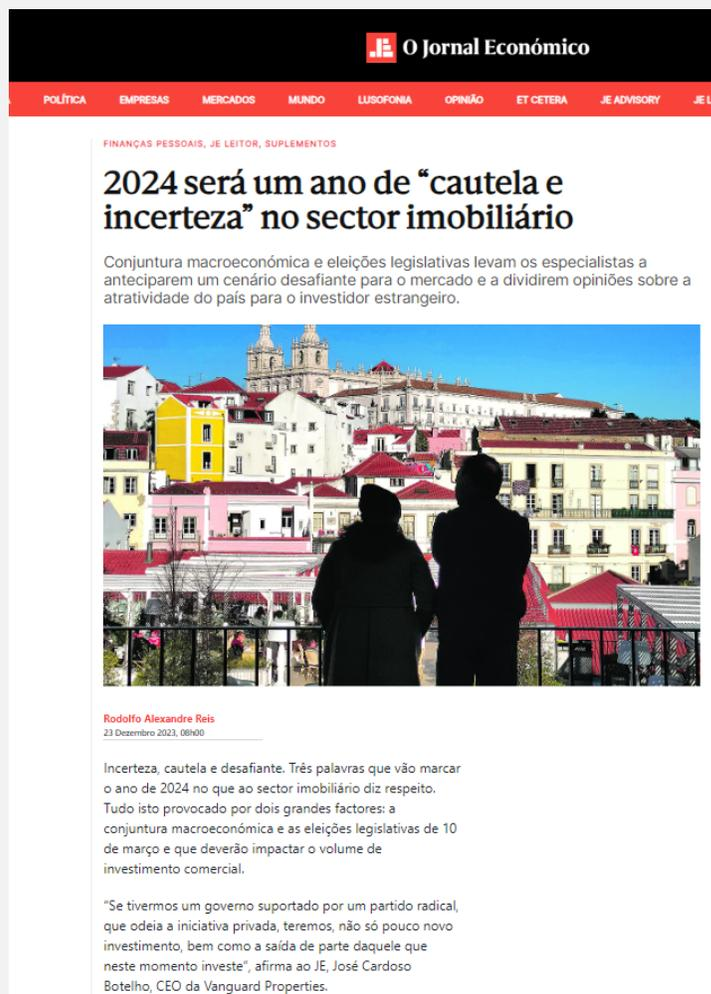 O Jornal Económico
POLÍTICA EMPRESAS MERCADOS MUNDO LUSOFONIA OPINIÃO ET CETERA JE ADVISORY JE
FINANÇAS PESSOAIS, JE LEITOR, SUPLEMENTOS
2024 será um ano de “cautela e
incerteza” no sector imobiliário
Conjuntura macroeconómica e eleições legislativas levam os especialistas a
anteciparem um cenário desafiante para o mercado e a dividirem opiniões sobre a
atratividade do país para o investidor estrangeiro.
Rodolfo Alexandre Reis
23 Dezembro 2023, 08h00
Incerteza, cautela e desafiante. Três palavras que vão marcar
o ano de 2024 no que ao sector imobiliário diz respeito.
Tudo isto provocado por dois grandes factores: a
conjuntura macroeconómica e as eleições legislativas de 10
de março e que deverão impactar o volume de
investimento comercial.
“Se tivermos um governo suportado por um partido radical,
que odeia a iniciativa privada, teremos, não só pouco novo
investimento, bem como a saída de parte daquele que
neste momento investe”, afirma ao JE, José Cardoso
Botelho, CEO da Vanguard Properties.